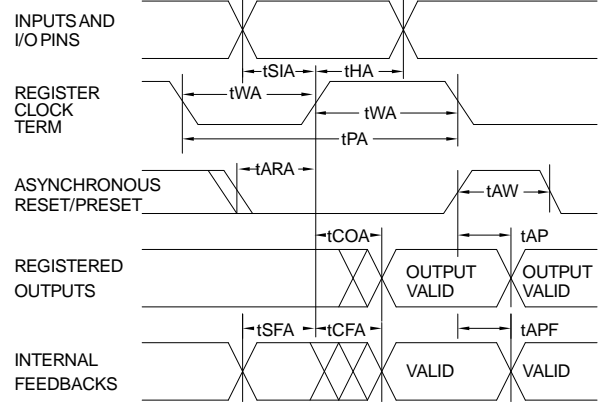 INPUTS AND
I/O PINS
tSIA
tHA
REGISTER
CLOCK
TERM
tWA
tWA
tPA
tARA
ASYNCHRONOUS
RESET/PRESET
tAW
tCOA
tAP
REGISTERED
OUTPUTS
OUTPUT
VALID
OUTPUT
VALID
tSFA
tCFA
tAPF
INTERNAL
FEEDBACKS
VALID
VALID